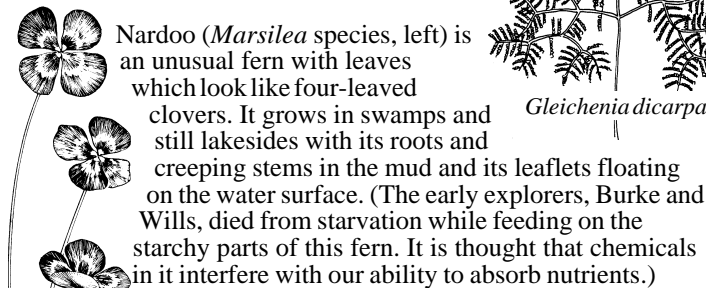 Nardoo (Marsilea species, left) is
an unusual fern with leaves
which look like four-leaved
clovers. It grows in swamps and
still lakesides with its roots and
creeping stems in the mud and its leaflets floating
on the water surface. (The early explorers, Burke and
Wills, died from starvation while feeding on the
starchy parts of this fern. It is thought that chemicals
in it interfere with our ability to absorb nutrients.)
Gleichenia dicarpa